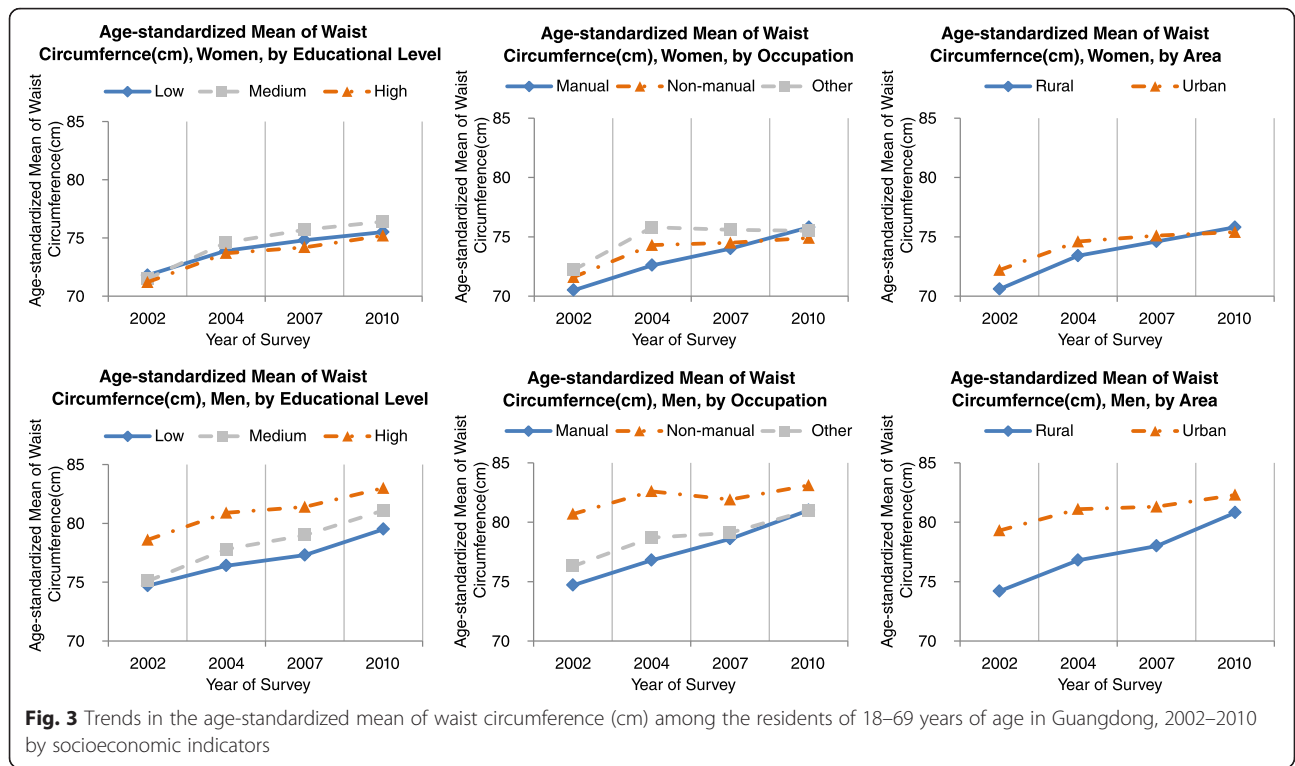 Age-standardized Mean of Waist
Circumfernce(cm), Women, by Educational Level
Low Medium High
Age-standardized Mean of Waist
Circumference(cm)
85
80
75
70
2002 2004 2007 2010
Year of Survey
Age-standardized Mean of Waist
Circumfernce(cm), Women, by Occupation
Manual Non-manual Other
Age-standardized Mean of Waist
Circumference(cm)
85
80
75
70
2002 2004 2007 2010
Year of Survey
Age-standardized Mean of Waist
Circumfernce(cm), Women, by Area
Rural Urban
Age-standardized Mean of Waist
Circumference(cm)
85
80
75
70
2002 2004 2007 2010
Year of Survey
Age-standardized Mean of Waist
Circumfernce(cm), Men, by Educational Level
Low Medium High
Age-standardized Mean of Waist
Circumference(cm)
85
80
75
70
2002 2004 2007 2010
Year of Survey
Age-standardized Mean of Waist
Circumfernce(cm), Men, by Occupation
Manual Non-manual Other
Age-standardized Mean of Waist
Circumference(cm)
85
80
75
70
2002 2004 2007 2010
Year of Survey
Age-standardized Mean of Waist
Circumfernce(cm), Men, by Area
Rural Urban
Age-standardized Mean of Waist
Circumference(cm)
85
80
75
70
2002 2004 2007 2010
Year of Survey
Fig. 3 Trends in the age-standardized mean of waist circumference (cm) among the residents of 18–69 years of age in Guangdong, 2002–2010
by socioeconomic indicators